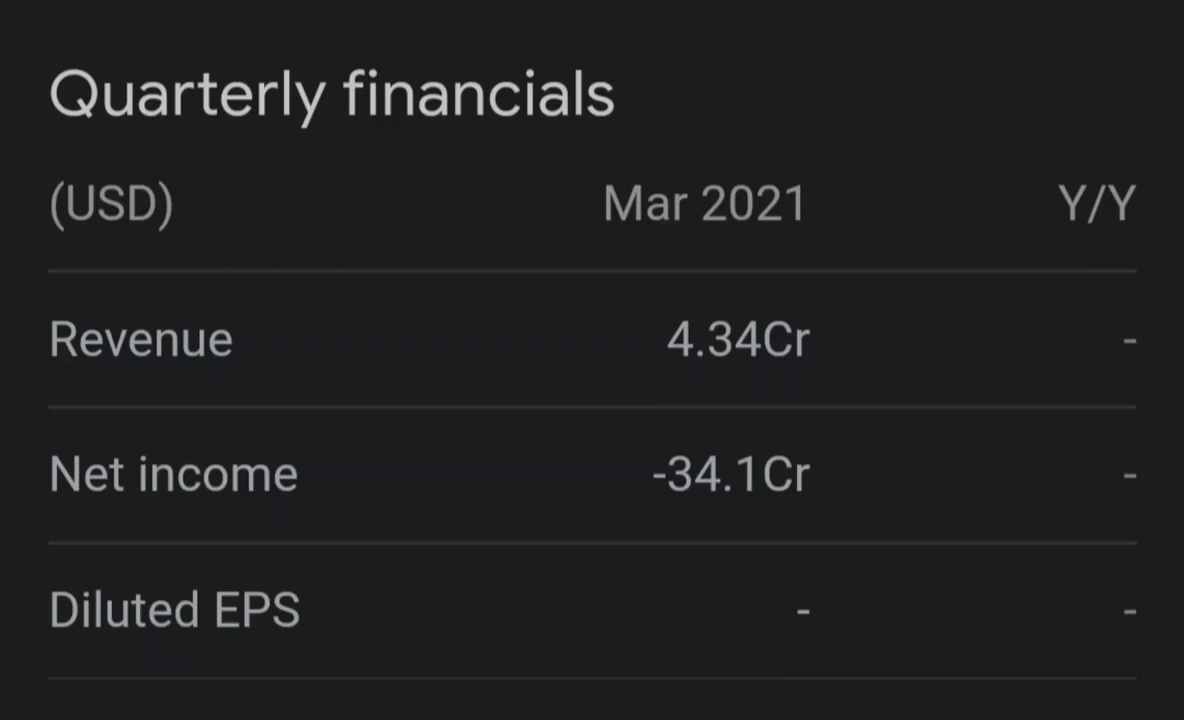 Quarterly financials
(USD) Mar 2021 Y/Y
Revenue 4.34Cr -
Net income -34.1Cr -
Diluted EPS - -